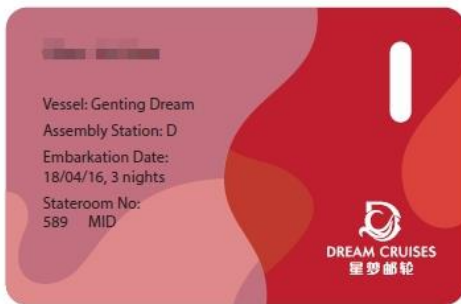 Vessel: Genting Dream
Assembly Station: D
Embarkation Date:
18/04/16, 3 nights
Stateroom No:
589 MID
DREAM CRUISES
星梦邮轮